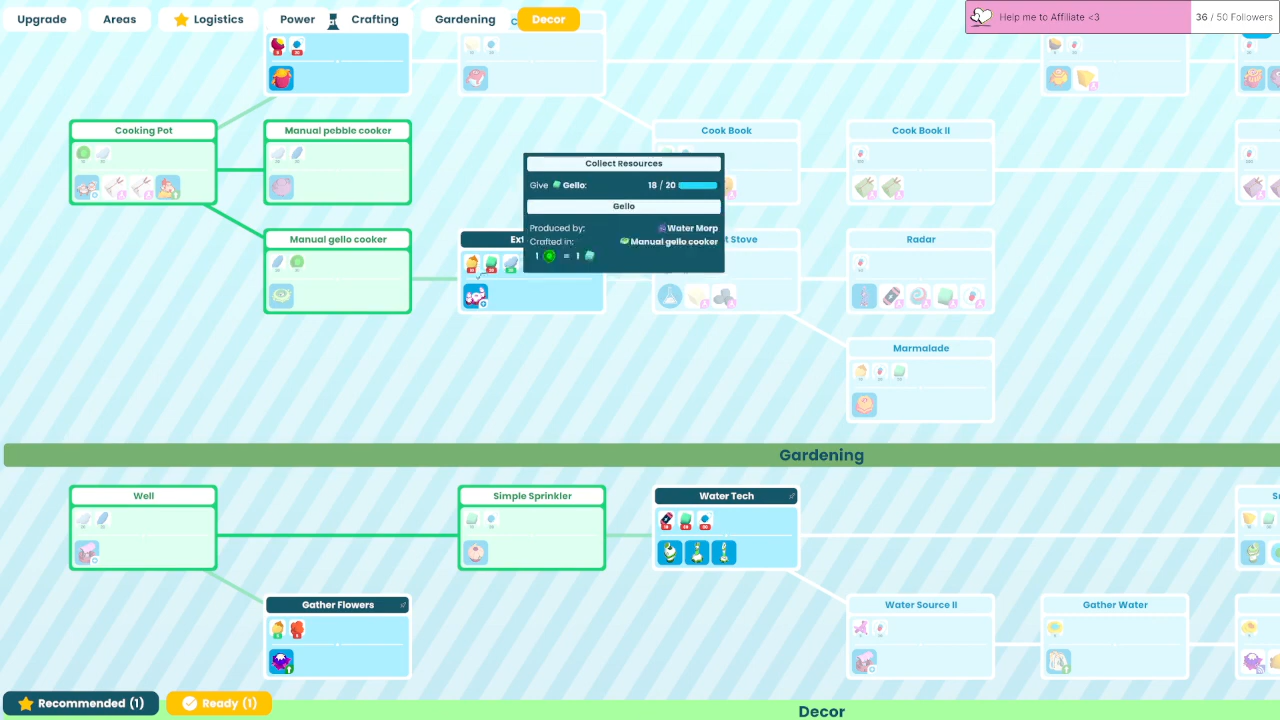 Upgrade
Areas
Logistics
Power
Crafting
Gardening
Decor
Help me to Affiliate <3
36 / 50 Followers
Cooking Pot
Manual pebble cooker
Cook Book
Cook Book II
Collect Resources
Give Gello: 18 / 20
Gello
Produced by: Water Morp
Crafted in: Manual gello cooker
1 = 1
Manual gello cooker
Ext
t Stove
Radar
Marmalade
Gardening
Well
Simple Sprinkler
Water Tech
Gather Flowers
Water Source II
Gather Water
Recommended (1)
Ready (1)
Decor